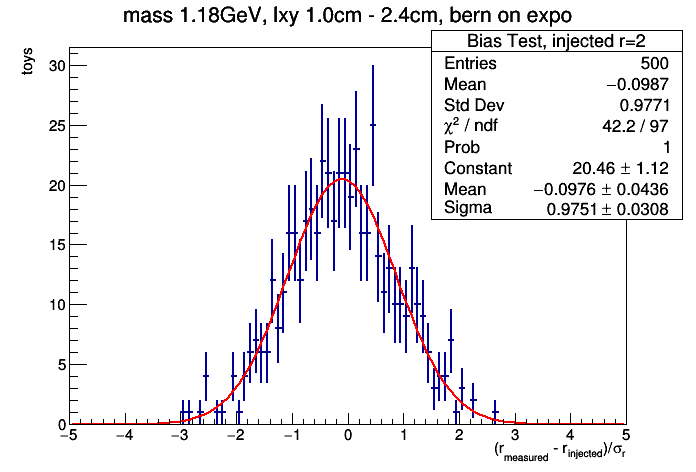 mass 1.18GeV, lxy 1.0cm - 2.4cm, bern on expo
Bias Test, injected r=2
Entries 500
Mean −0.0987
Std Dev 0.9771
χ² / ndf 42.2 / 97
Prob 1
Constant 20.46 ± 1.12
Mean −0.0976 ± 0.0436
Sigma 0.9751 ± 0.0308
toys
30
25
20
15
10
5
0
−5 −4 −3 −2 −1 0 1 2 3 4 5
(r_measured - r_injected)/σ_r